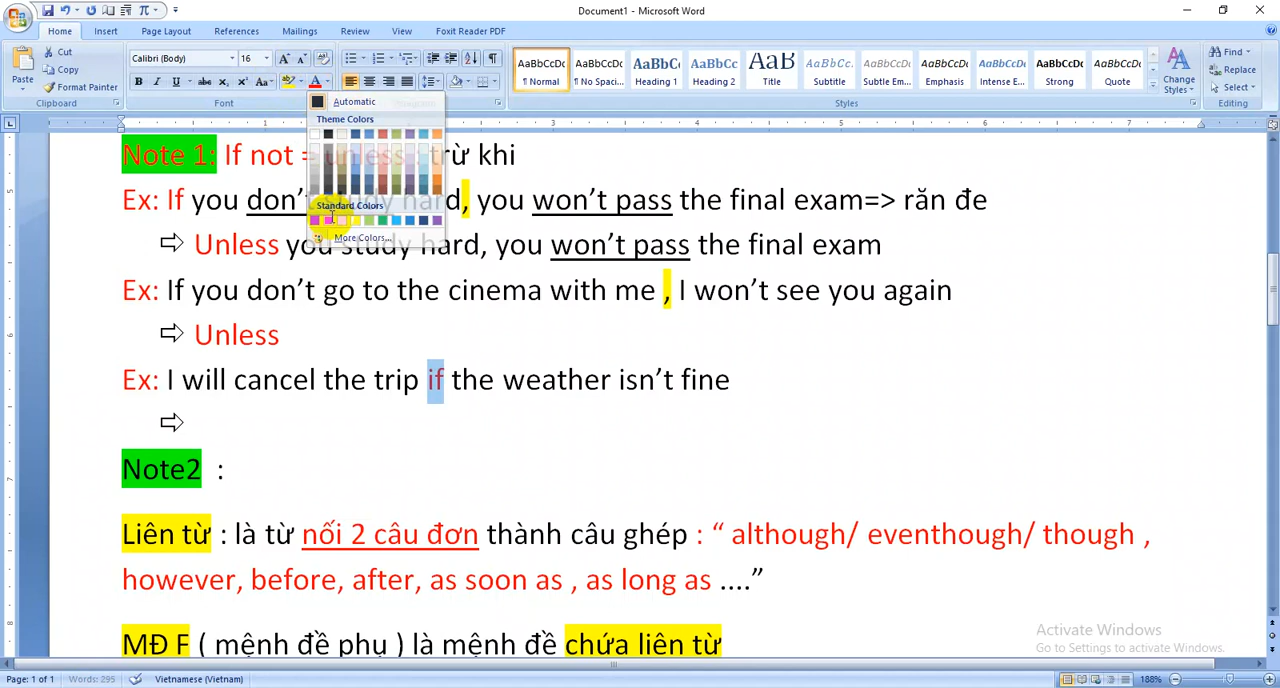 Document1 - Microsoft Word
Home Insert Page Layout References Mailings Review View Foxit Reader PDF
Paste Cut Copy Format Painter Clipboard
Calibri (Body) 16 Font
AaBbCcDc AaBbCcDc AaBbC AaBbCc AaB AaBbCc. AaBbCcDc AaBbCcDc AaBbCcDc AaBbCcDc AaBbCcDc
¶ Normal ¶ No Spaci... Heading 1 Heading 2 Title Subtitle Subtle Em... Emphasis Intense E... Strong Quote Change Styles Styles
Find Replace Select Editing
Automatic
Theme Colors
Standard Colors
More Colors...
Note 1: If not = unless : trừ khi
Ex: If you don’t study hard, you won’t pass the final exam=> răn đe
⇨ Unless you study hard, you won’t pass the final exam
Ex: If you don’t go to the cinema with me , I won’t see you again
⇨ Unless
Ex: I will cancel the trip if the weather isn’t fine
⇨
Note2 :
Liên từ : là từ nối 2 câu đơn thành câu ghép : “ although/ eventhough/ though ,
however, before, after, as soon as , as long as ....”
MĐ F ( mệnh đề phụ ) là mệnh đề chứa liên từ
Activate Windows
Go to Settings to activate Windows.
Page: 1 of 1 Words: 295 Vietnamese (Vietnam) 188%